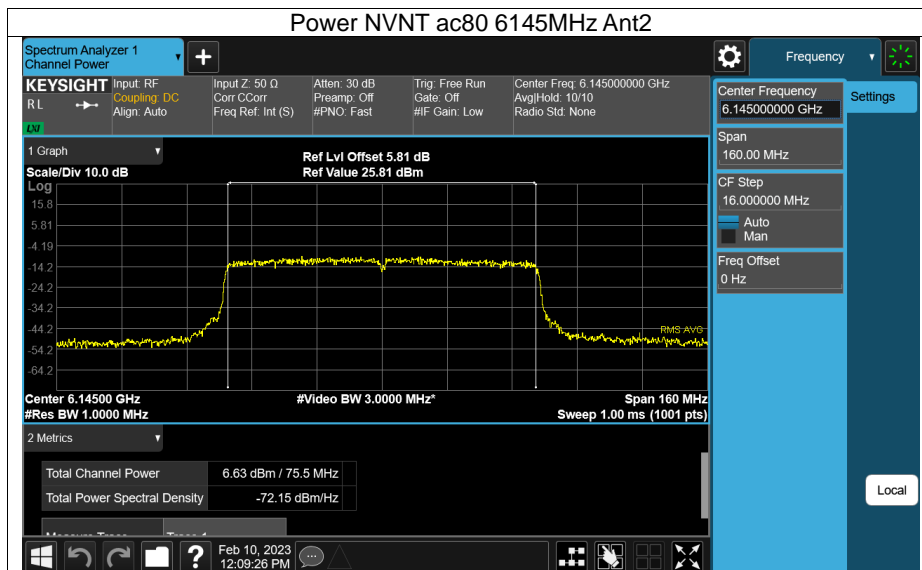 Power NVNT ac80 6145MHz Ant2
Spectrum Analyzer 1
Channel Power
+
Frequency
KEYSIGHT
RL
LXI
Input: RF
Coupling: DC
Align: Auto
Input Z: 50 Ω
Corr CCorr
Freq Ref: Int (S)
Atten: 30 dB
Preamp: Off
#PNO: Fast
Trig: Free Run
Gate: Off
#IF Gain: Low
Center Freq: 6.145000000 GHz
Avg|Hold: 10/10
Radio Std: None
Center Frequency
6.145000000 GHz
Settings
Span
160.00 MHz
CF Step
16.000000 MHz
Auto
Man
Freq Offset
0 Hz
1 Graph
Scale/Div 10.0 dB
Ref Lvl Offset 5.81 dB
Ref Value 25.81 dBm
Log
15.8
5.81
-4.19
-14.2
-24.2
-34.2
-44.2
-54.2
-64.2
RMS AVG
Center 6.14500 GHz
#Video BW 3.0000 MHz*
Span 160 MHz
#Res BW 1.0000 MHz
Sweep 1.00 ms (1001 pts)
2 Metrics
Total Channel Power 6.63 dBm / 75.5 MHz
Total Power Spectral Density -72.15 dBm/Hz
Local
?
Feb 10, 2023
12:09:26 PM